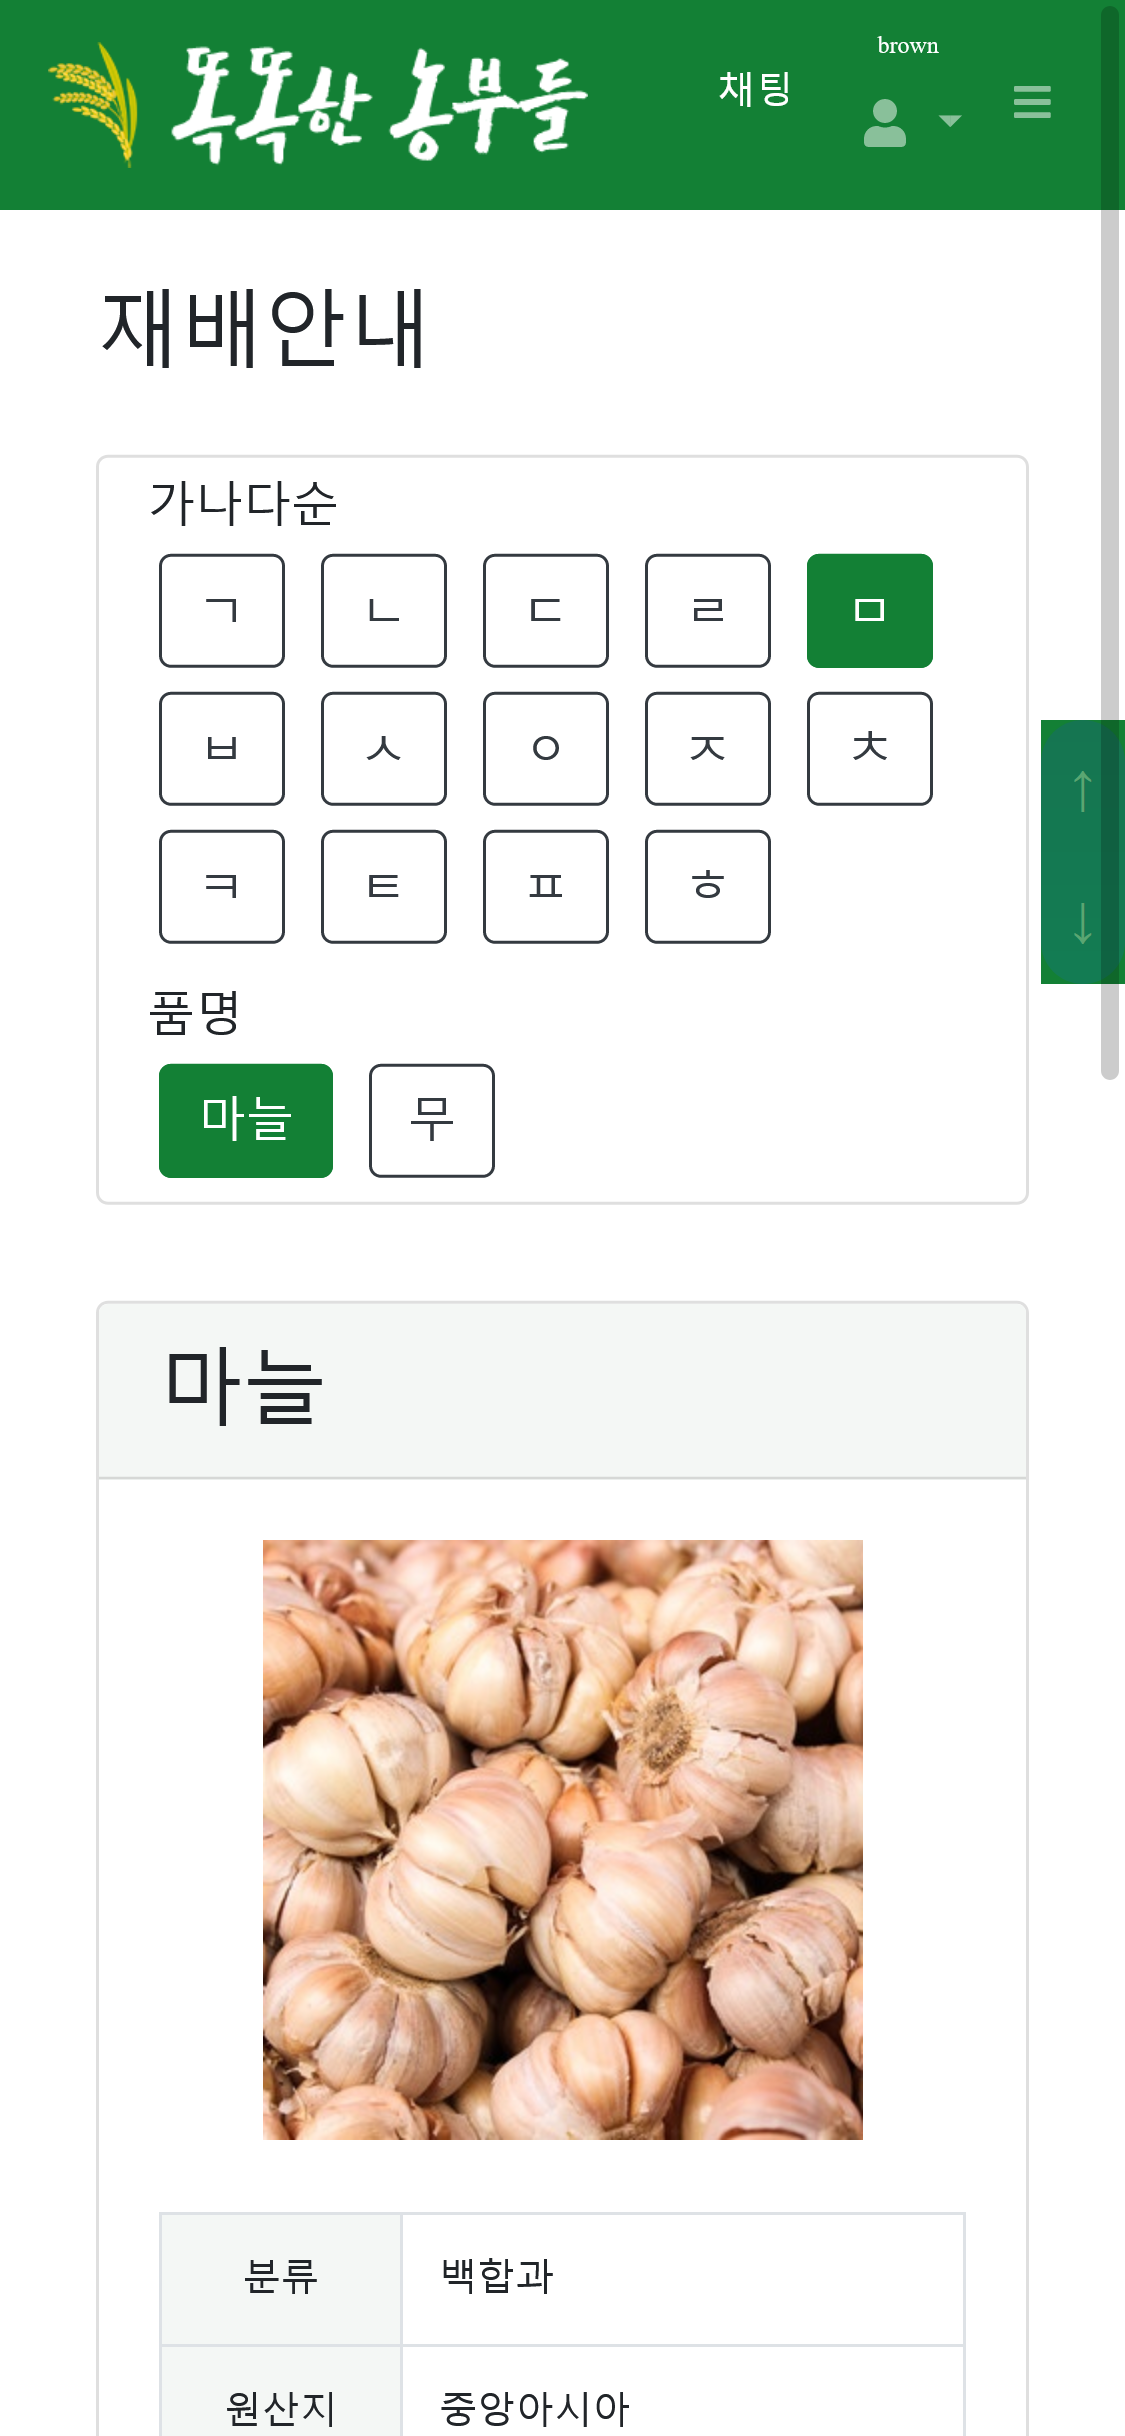 똑똑한 농부들
채팅
brown
재배안내
가나다순
ㄱ ㄴ ㄷ ㄹ ㅁ
ㅂ ㅅ ㅇ ㅈ ㅊ
ㅋ ㅌ ㅍ ㅎ
↑
↓
품명
마늘 무
마늘
분류 백합과
원산지 중앙아시아